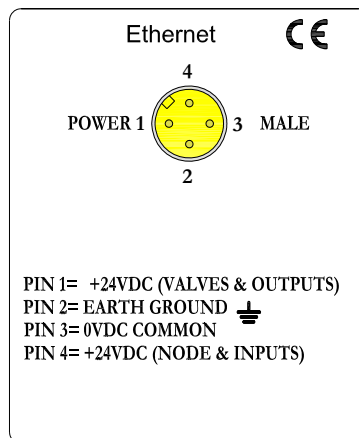 Ethernet CE
4
POWER 1 3 MALE
2
PIN 1= +24VDC (VALVES & OUTPUTS)
PIN 2= EARTH GROUND
PIN 3= 0VDC COMMON
PIN 4= +24VDC (NODE & INPUTS)